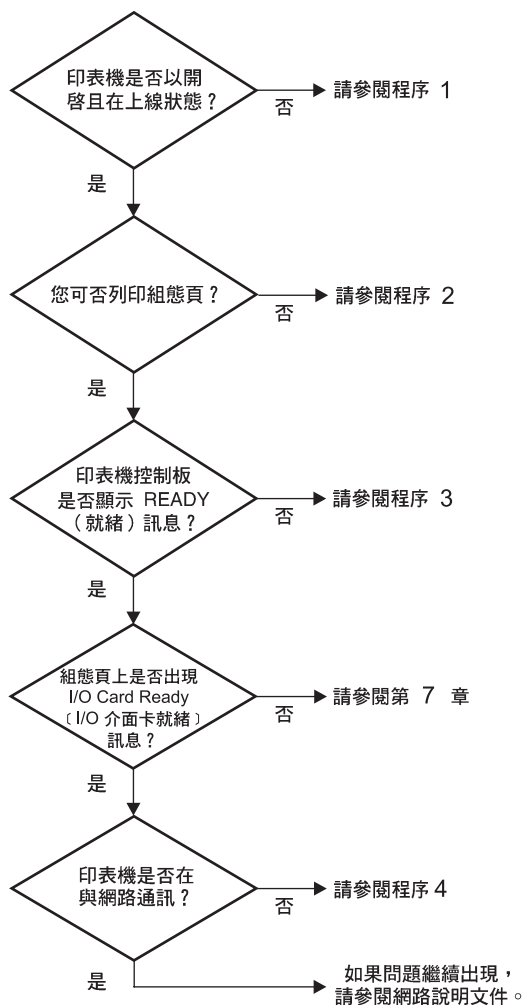 印表機是否以開
啓且在上線狀態？
否
請參閱程序 1
是
您可否列印組態頁？
否
請參閱程序 2
是
印表機控制板
是否顯示 READY
（就緒）訊息？
否
請參閱程序 3
是
組態頁上是否出現
I/O Card Ready
﹝I/O 介面卡就緒﹞
訊息？
否
請參閱第 7 章
是
印表機是否在
與網路通訊？
否
請參閱程序 4
是
如果問題繼續出現，
請參閱網路說明文件。